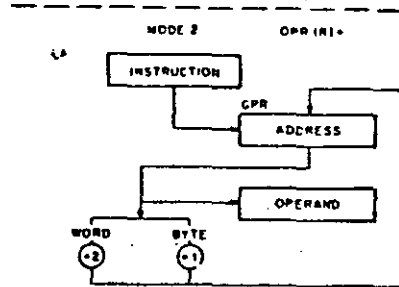 MODE 2 OPR (R)+
INSTRUCTION
GPR
ADDRESS
OPERAND
WORD BYTE
+2 +1